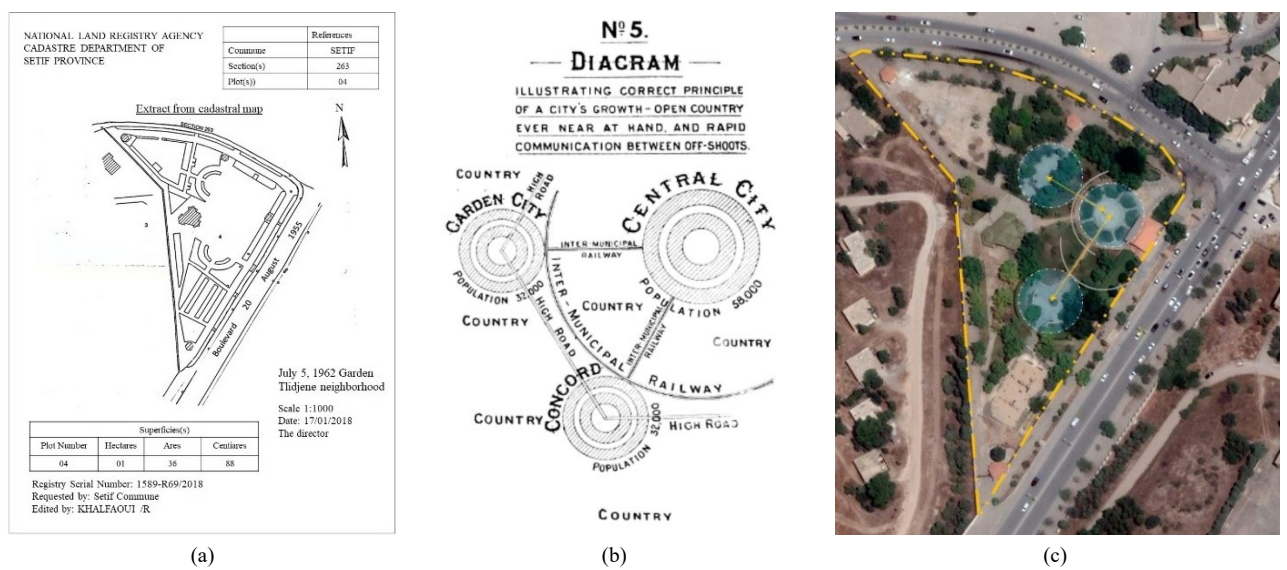 NATIONAL LAND REGISTRY AGENCY
CADASTRE DEPARTMENT OF
SETIF PROVINCE
References
Commune SETIF
Section(s) 263
Plot(s)) 04
Extract from cadastral map
N
SECTION 263
3
4
Boulevard 20 August 1955
July 5, 1962 Garden
Tlidjene neighborhood
Scale 1:1000
Date: 17/01/2018
The director
Superficies(s)
Plot Number Hectares Ares Centiares
04 01 36 88
Registry Serial Number: 1589-R69/2018
Requested by: Setif Commune
Edited by: KHALFAOUI /R
(a)
Nº 5.
DIAGRAM
ILLUSTRATING CORRECT PRINCIPLE
OF A CITY'S GROWTH - OPEN COUNTRY
EVER NEAR AT HAND, AND RAPID
COMMUNICATION BETWEEN OFF-SHOOTS.
COUNTRY
HIGH ROAD
GARDEN CITY
POPULATION 32,000
CENTRAL CITY
POPULATION 58,000
INTER MUNICIPAL
RAILWAY
INTER-MUNICIPAL RAILWAY
COUNTRY
COUNTRY
COUNTRY
HIGH ROAD
INTER-MUNICIPAL
RAILWAY
CONCORD
32,000
POPULATION
COUNTRY
HIGH ROAD
COUNTRY
(b)
(c)